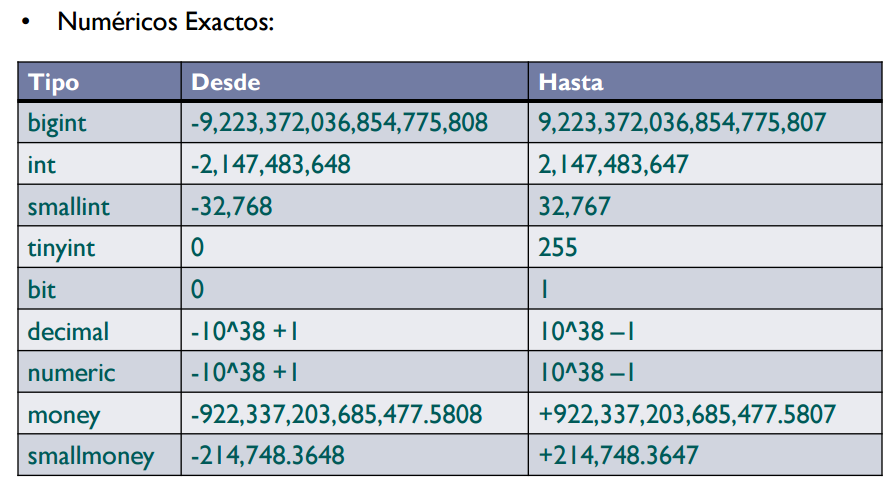 • Numéricos Exactos:
Tipo Desde Hasta
bigint -9,223,372,036,854,775,808 9,223,372,036,854,775,807
int -2,147,483,648 2,147,483,647
smallint -32,768 32,767
tinyint 0 255
bit 0 1
decimal -10^38 +1 10^38 –1
numeric -10^38 +1 10^38 –1
money -922,337,203,685,477.5808 +922,337,203,685,477.5807
smallmoney -214,748.3648 +214,748.3647